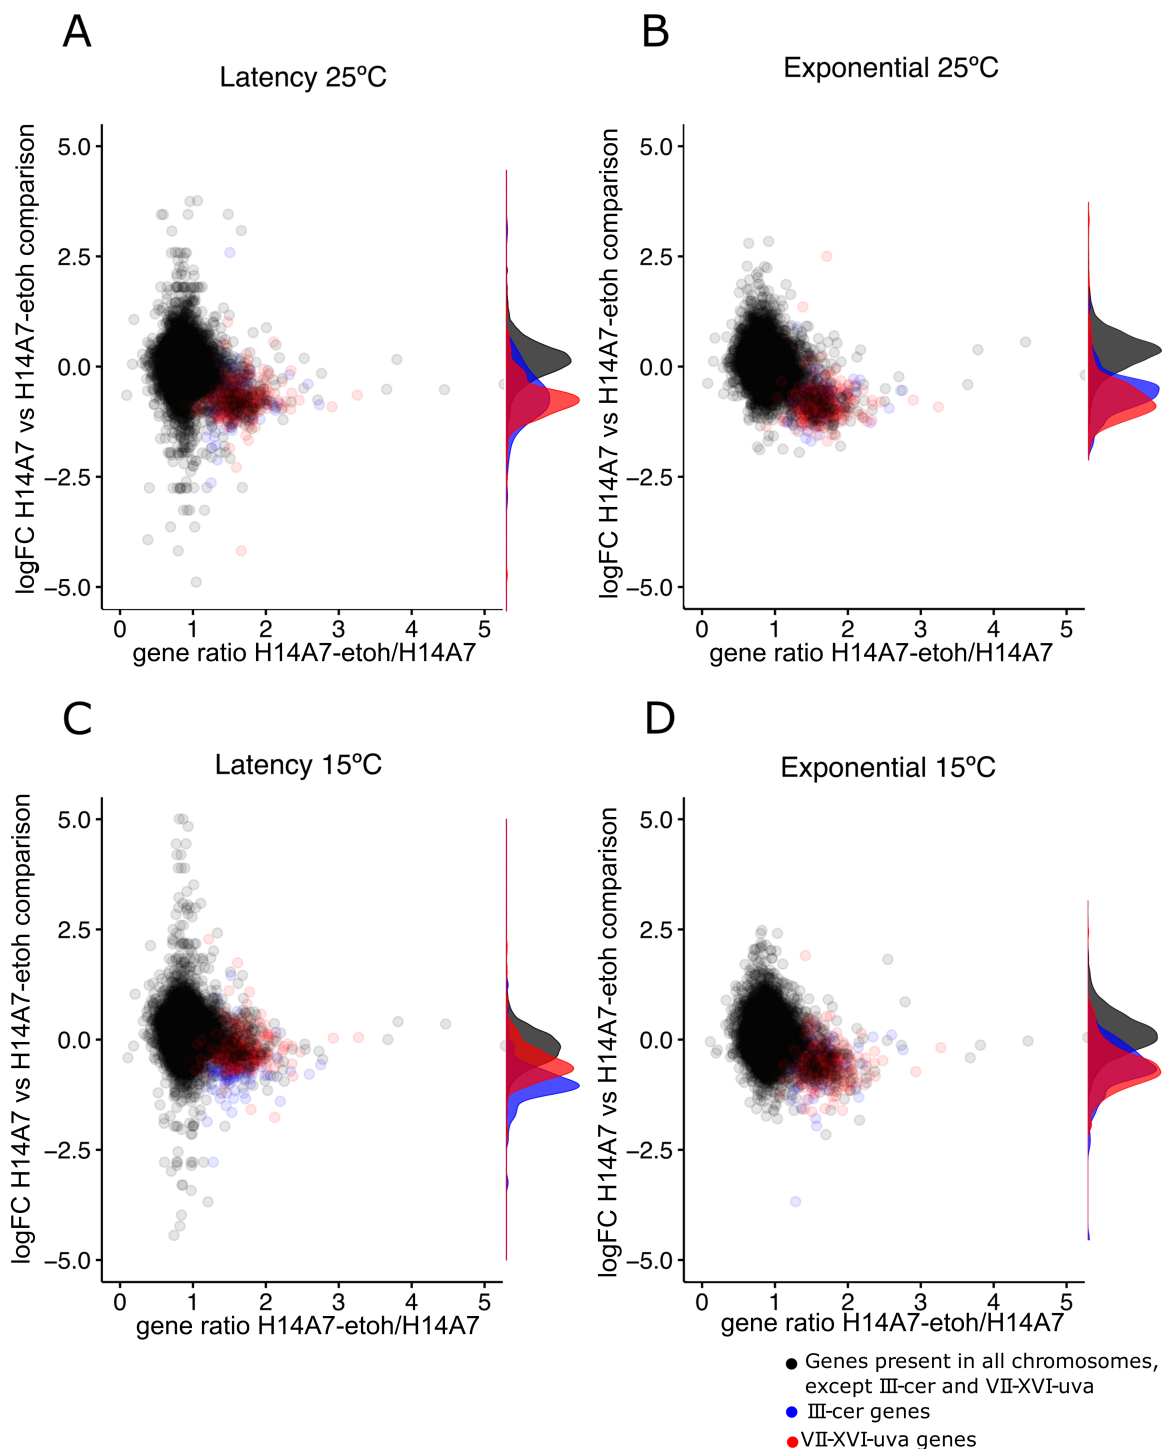 A
Latency 25ºC
logFC H14A7 vs H14A7-etoh comparison
5.0
2.5
0.0
−2.5
−5.0
0 1 2 3 4 5
gene ratio H14A7-etoh/H14A7
B
Exponential 25ºC
logFC H14A7 vs H14A7-etoh comparison
5.0
2.5
0.0
−2.5
−5.0
0 1 2 3 4 5
gene ratio H14A7-etoh/H14A7
C
Latency 15ºC
logFC H14A7 vs H14A7-etoh comparison
5.0
2.5
0.0
−2.5
−5.0
0 1 2 3 4 5
gene ratio H14A7-etoh/H14A7
D
Exponential 15ºC
logFC H14A7 vs H14A7-etoh comparison
5.0
2.5
0.0
−2.5
−5.0
0 1 2 3 4 5
gene ratio H14A7-etoh/H14A7
Genes present in all chromosomes,
except Ⅲ-cer and VⅡ-XVI-uva
Ⅲ-cer genes
VⅡ-XVI-uva genes